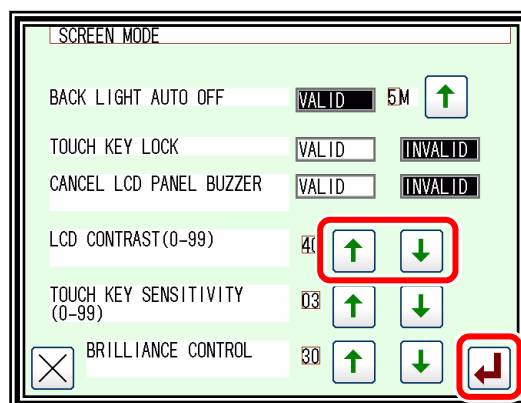 SCREEN MODE
BACK LIGHT AUTO OFF VALID 5M
TOUCH KEY LOCK VALID INVALID
CANCEL LCD PANEL BUZZER VALID INVALID
LCD CONTRAST(0-99) 40
TOUCH KEY SENSITIVITY 03
(0-99)
BRILLIANCE CONTROL 30